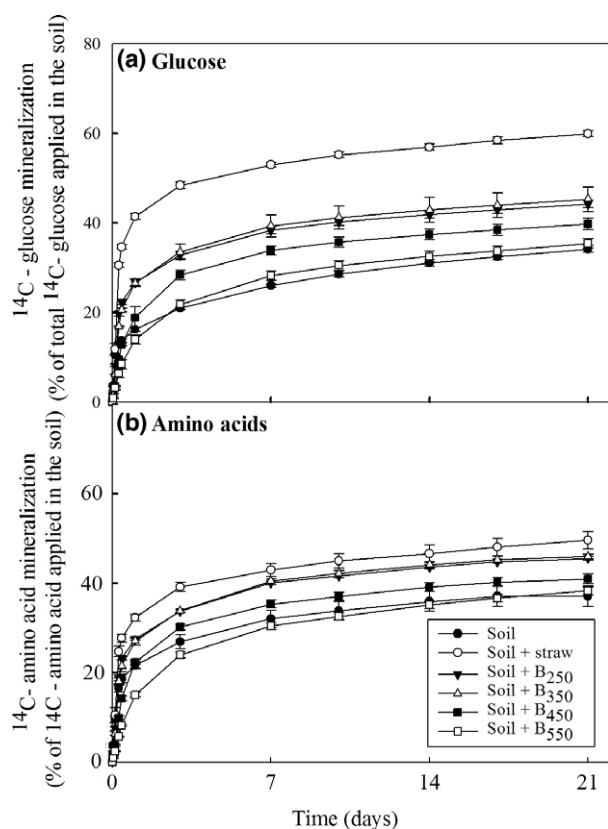 80
(a) Glucose
60
40
20
0
¹⁴C - glucose mineralization
(% of total ¹⁴C- glucose applied in the soil)
(b) Amino acids
60
40
20
0
¹⁴C- amino acid mineralization
(% of 14C - amino acid applied in the soil)
Soil
Soil + straw
Soil + B₂₅₀
Soil + B₃₅₀
Soil + B₄₅₀
Soil + B₅₅₀
0 7 14 21
Time (days)